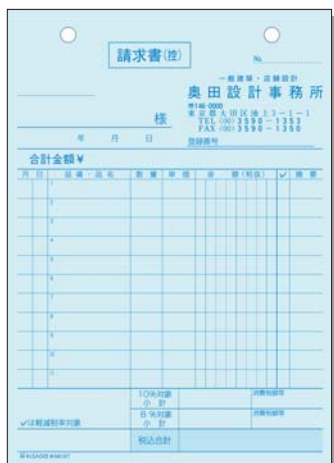 請求書(控)
No.
一般建築・店舗設計
奥田設計事務所
〒146-0000
東京都大田区池上3-1-1
TEL (00) 3590-1353
FAX (00) 3590-1350
登録番号
様
年 月 日
合計金額¥
月 日 品番・品名 数量 単価 金額(税抜) ✓ 摘要
1
2
3
4
5
6
7
8
9
10
11
10%対象 小計 消費税額等
8%対象 小計 消費税額等
✓は軽減税率対象
税込合計